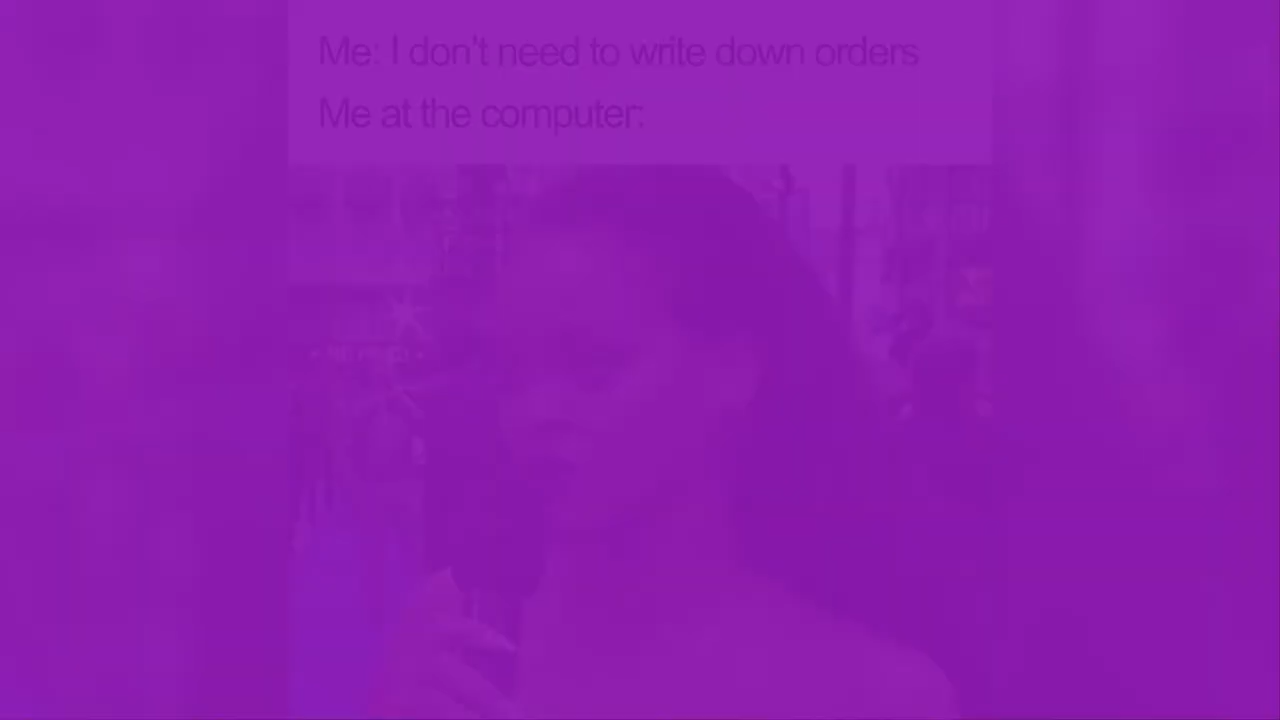 Me: I don't need to write down orders
Me at the computer: